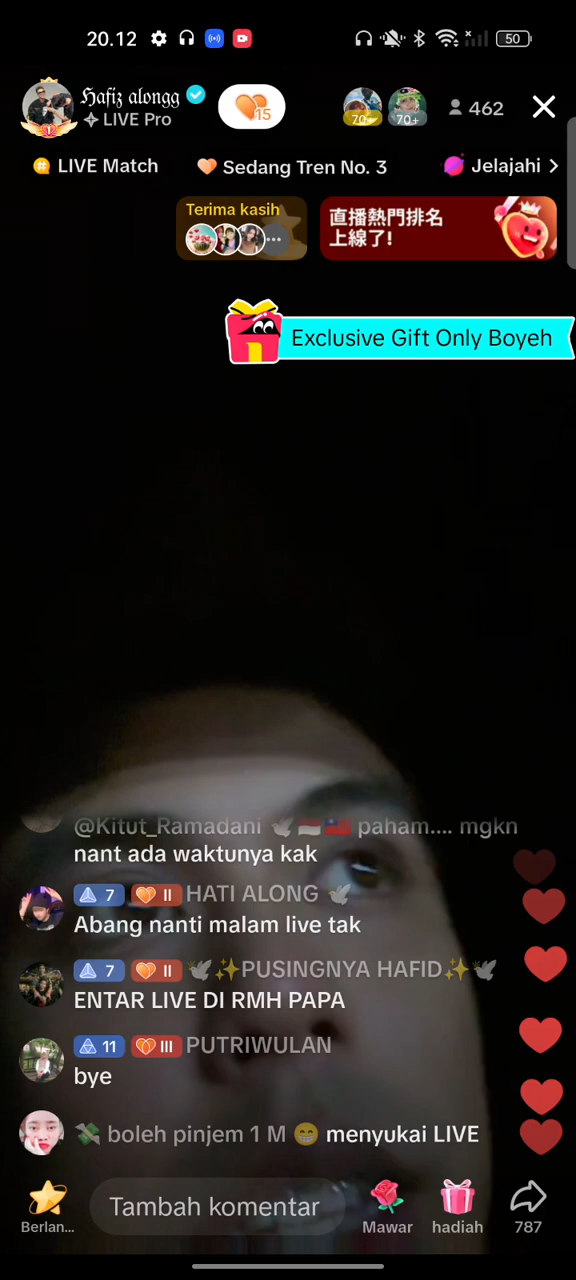 20.12
50
Hafiz alongg
LIVE Pro
15
70+
70+
462
LIVE Match
Sedang Tren No. 3
Jelajahi
Terima kasih
直播熱門排名
上線了!
Exclusive Gift Only Boyeh
@Kitut_Ramadani 🕊️🇮🇩🇹🇼 paham.... mgkn
nant ada waktunya kak
7 II HATI ALONG 🕊️
Abang nanti malam live tak
7 II 🕊️✨PUSINGNYA HAFID✨🕊️
ENTAR LIVE DI RMH PAPA
11 III PUTRIWULAN
bye
💸 boleh pinjem 1 M 😁 menyukai LIVE
Berlan...
Tambah komentar
Mawar
hadiah
787